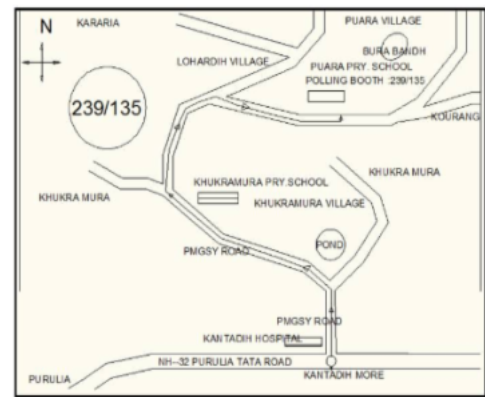 N
KARARIA
PUARA VILLAGE
LOHARDIH VILLAGE
BURA BANDH
PUARA PRY. SCHOOL
POLLING BOOTH :239/135
239/135
KOURANG
KHUKRA MURA
KHUKRAMURA PRY.SCHOOL
KHUKRA MURA
KHUKRAMURA VILLAGE
PMGSY ROAD
POND
PMGSY ROAD
KANTADIH HOSPITAL
NH--32 PURULIA TATA ROAD
PURULIA
KANTADIH MORE